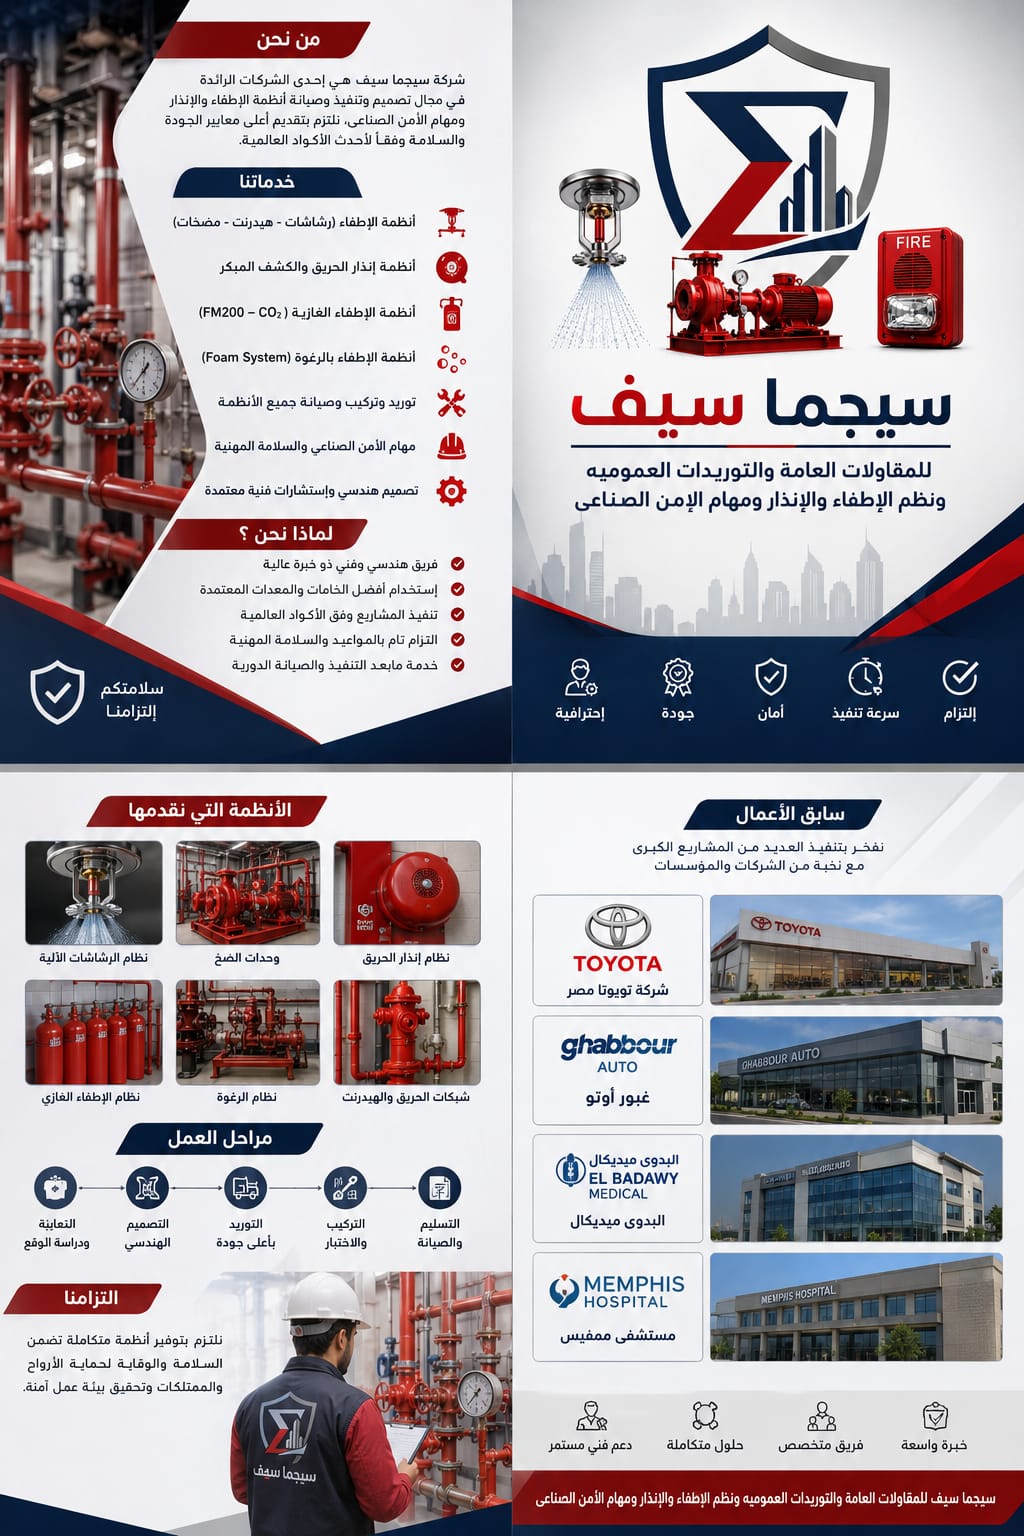 من نحن
شركة سيجما سيف هي إحدى الشركات الرائدة
في مجال تصميم وتنفيذ وصيانة أنظمة الإطفاء والإنذار
ومهام الأمن الصناعى، نلتزم بتقديم أعلى معايير الجودة
والسلامة وفقاً لأحدث الأكواد العالمية.
خدماتنا
أنظمة الإطفاء (رشاشات - هيدرنت - مضخات)
أنظمة إنذار الحريق والكشف المبكر
أنظمة الإطفاء الغازية (FM200 – CO₂)
أنظمة الإطفاء بالرغوة (Foam System)
توريد وتركيب وصيانة جميع الأنظمة
مهام الأمن الصناعي والسلامة المهنية
تصميم هندسي وإستشارات فنية معتمدة
لماذا نحن ؟
فريق هندسي وفني ذو خبرة عالية
إستخدام أفضل الخامات والمعدات المعتمدة
تنفيذ المشاريع وفق الأكواد العالمية
التزام تام بالمواعيد والسلامة المهنية
خدمة مابعد التنفيذ والصيانة الدورية
سلامتكم
إلتزامنا
FIRE
سيجما سيف
للمقاولات العامة والتوريدات العموميه
ونظم الإطفاء والإنذار ومهام الإمن الصناعى
إلتزام
سرعة تنفيذ
أمان
جودة
إحترافية
الأنظمة التي نقدمها
نظام إنذار الحريق
وحدات الضخ
نظام الرشاشات الآلية
شبكات الحريق والهيدرنت
نظام الرغوة
نظام الإطفاء الغازي
مراحل العمل
ودراسة الوقع
التصميم
الهندسي
التوريد
بأعلى جودة
التركيب
والاختبار
التسليم
والصيانة
التزامنا
نلتزم بتوفير أنظمة متكاملة تضمن
السلامة والوقاية لحماية الأرواح
والممتلكات وتحقيق بيئة عمل آمنة.
سيجما سيف
سابق الأعمال
نفخر بتنفيذ العديد من المشاريع الكبرى
مع نخبة من الشركات والمؤسسات
TOYOTA
شركة تويوتا مصر
TOYOTA
ghabbour
AUTO
غبور أوتو
GHABBOUR AUTO
البدوى ميديكال
EL BADAWY
MEDICAL
البدوى ميديكال
MEMPHIS
HOSPITAL
مستشفى ممفيس
MEMPHIS HOSPITAL
خبرة واسعة
فريق متخصص
حلول متكاملة
دعم فني مستمر
سيجما سيف للمقاولات العامة والتوريدات العموميه ونظم الإطفاء والإنذار ومهام الأمن الصناعى